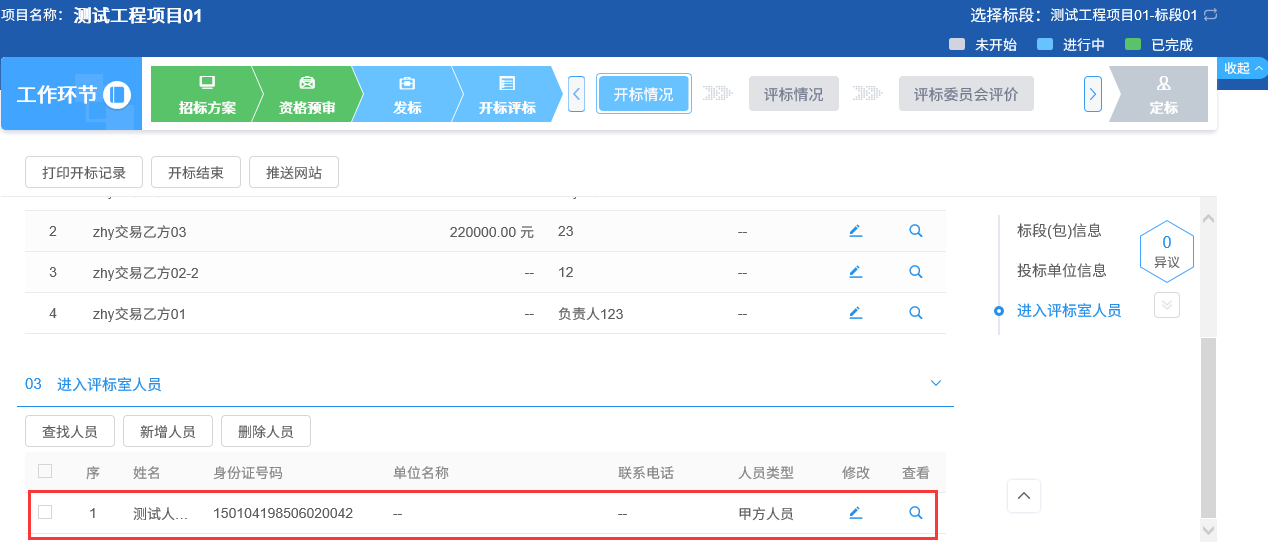 项目名称: 测试工程项目01
选择标段: 测试工程项目01-标段01
未开始 进行中 已完成
收起
工作环节
招标方案 资格预审 发标 开标评标
开标情况 评标情况 评标委员会评价
定标
打印开标记录 开标结束 推送网站
2 zhy交易乙方03 220000.00 元 23 --
3 zhy交易乙方02-2 -- 12 --
4 zhy交易乙方01 -- 负责人123 --
标段(包)信息
投标单位信息
进入评标室人员
0
异议
03 进入评标室人员
查找人员 新增人员 删除人员
序 姓名 身份证号码 单位名称 联系电话 人员类型 修改 查看
1 测试人... 150104198506020042 -- -- 甲方人员